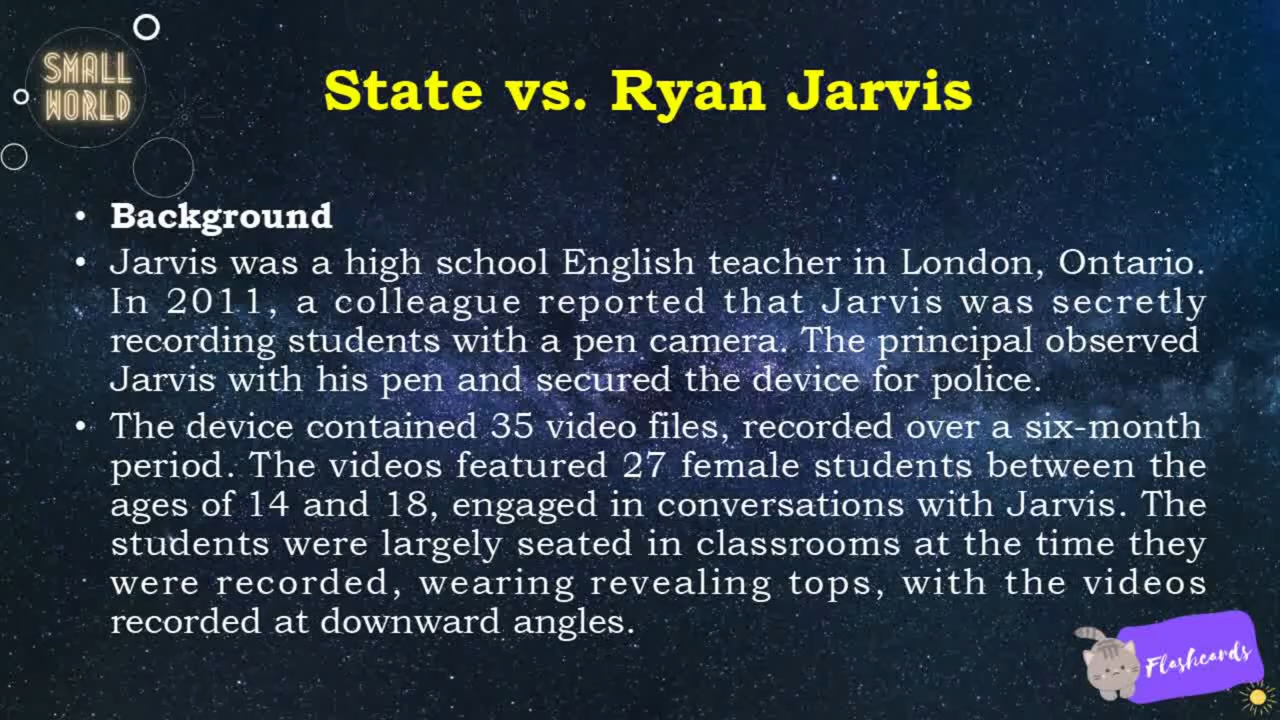 SMALL
WORLD
State vs. Ryan Jarvis
• Background
• Jarvis was a high school English teacher in London, Ontario.
In 2011, a colleague reported that Jarvis was secretly
recording students with a pen camera. The principal observed
Jarvis with his pen and secured the device for police.
• The device contained 35 video files, recorded over a six-month
period. The videos featured 27 female students between the
ages of 14 and 18, engaged in conversations with Jarvis. The
students were largely seated in classrooms at the time they
were recorded, wearing revealing tops, with the videos
recorded at downward angles.
Flashcards